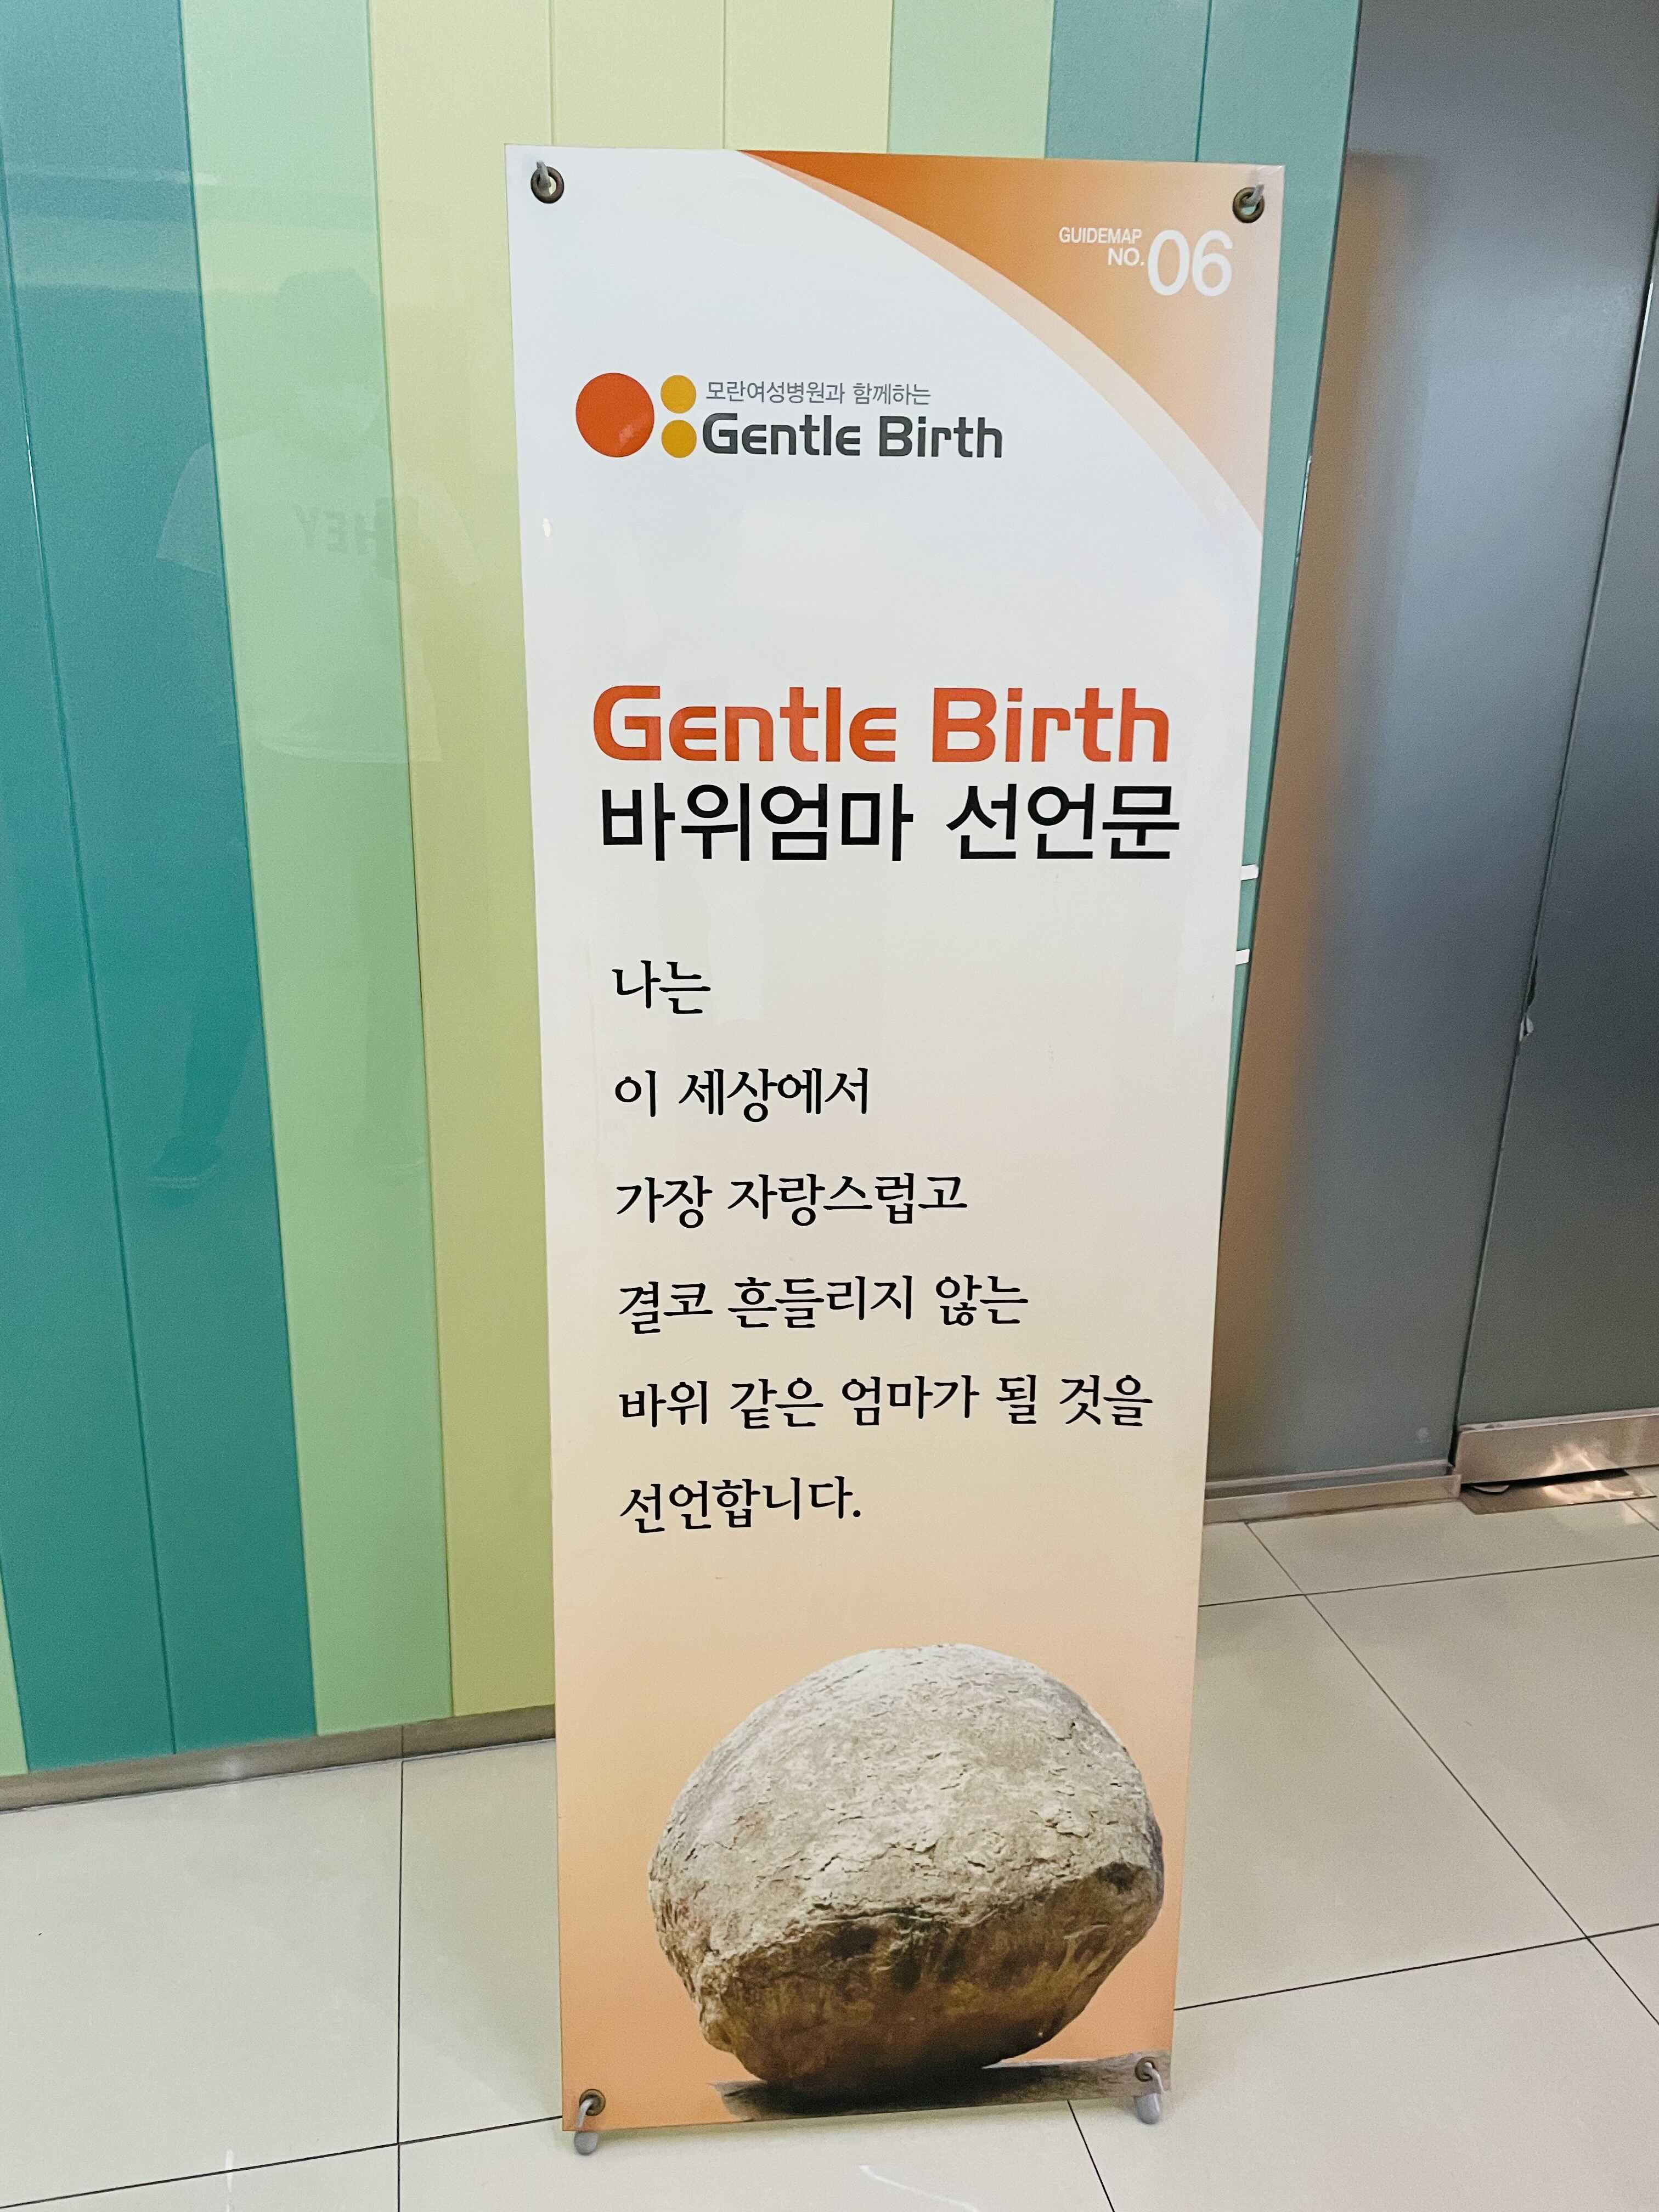 GUIDEMAP
NO. 06
모란여성병원과 함께하는
Gentle Birth
Gentle Birth
바위엄마 선언문
나는
이 세상에서
가장 자랑스럽고
결코 흔들리지 않는
바위 같은 엄마가 될 것을
선언합니다.
HEY